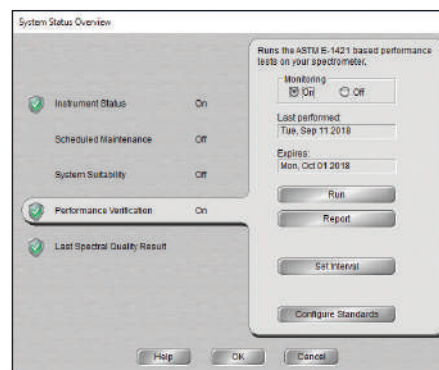 System Status Overview
Instrument Status On
Scheduled Maintenance Off
System Suitability Off
Performance Verification On
Last Spectral Quality Result
Runs the ASTM E-1421 based performance
tests on your spectrometer.
Monitoring
On Off
Last performed:
Tue, Sep 11 2018
Expires:
Mon, Oct 01 2018
Run
Report
Set Interval
Configure Standards
Help OK Cancel